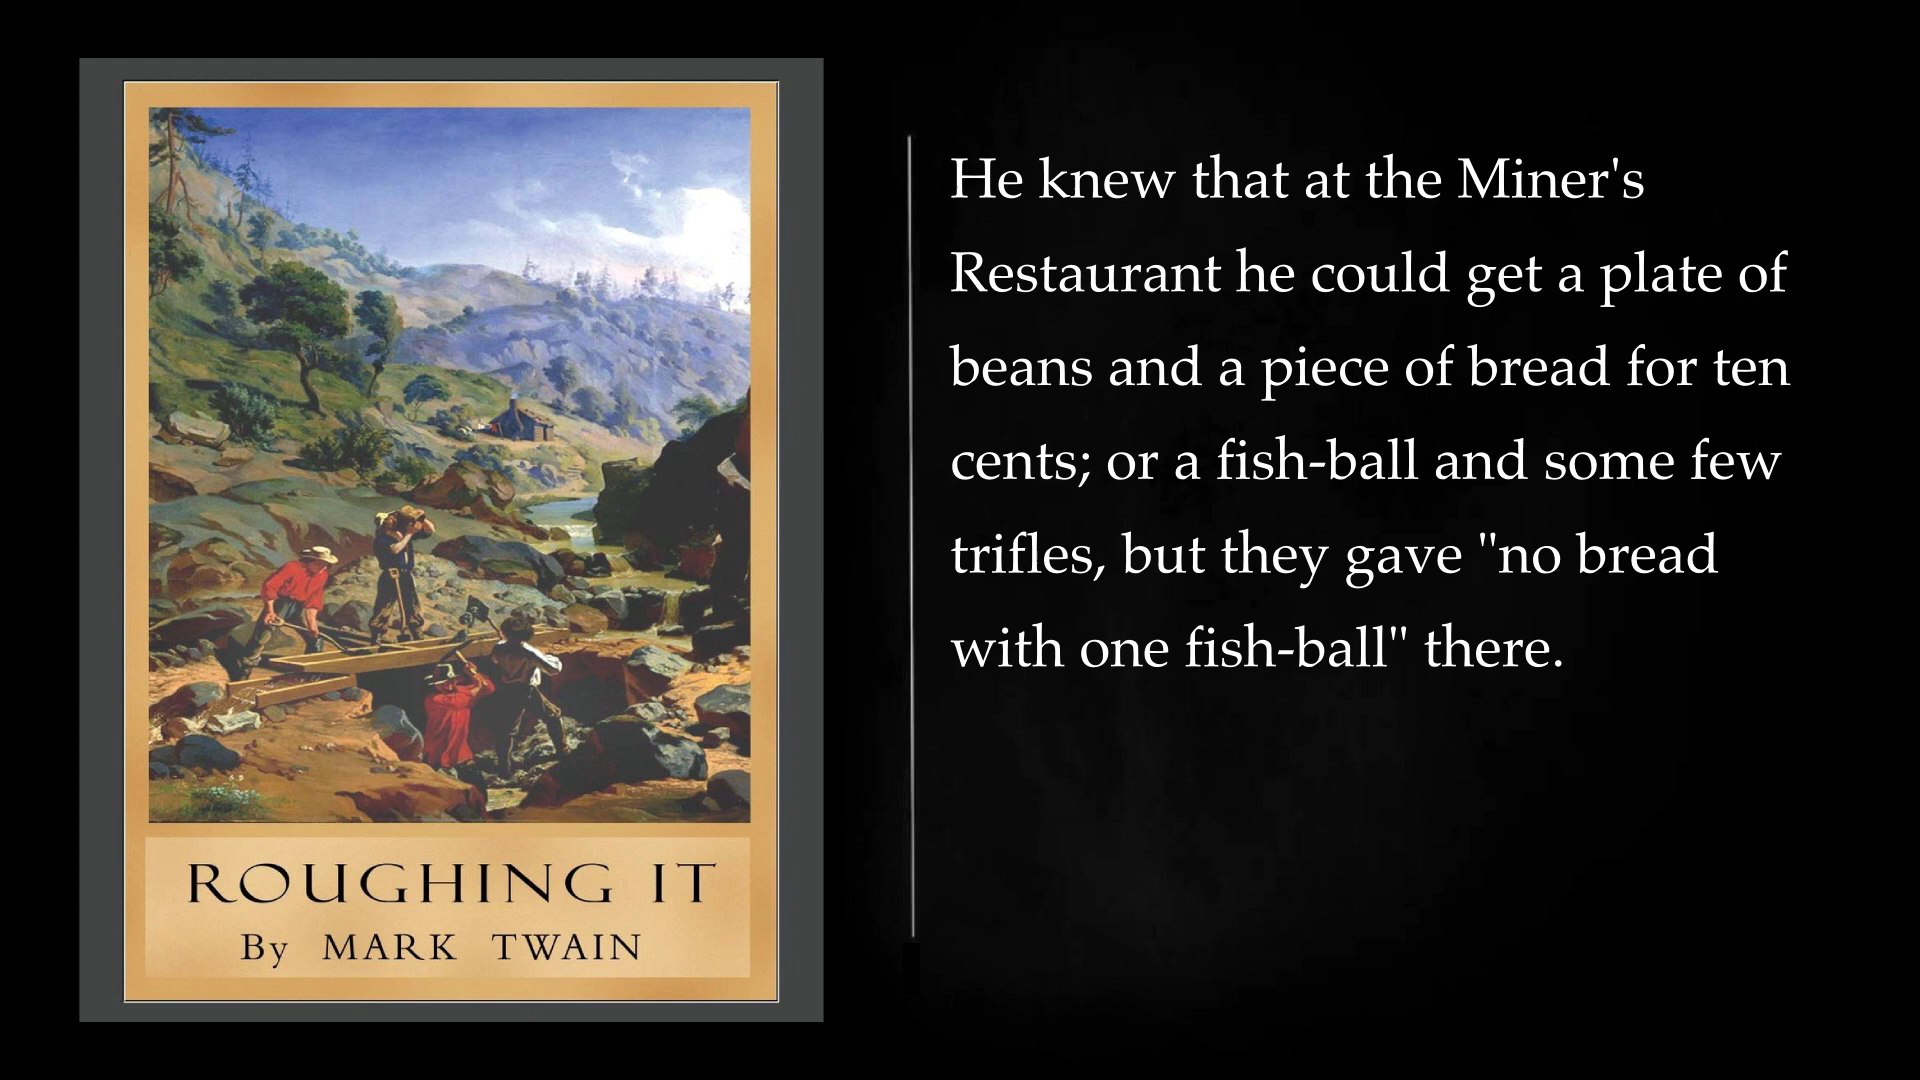 ROUGHING IT
By MARK TWAIN
He knew that at the Miner's
Restaurant he could get a plate of
beans and a piece of bread for ten
cents; or a fish-ball and some few
trifles, but they gave "no bread
with one fish-ball" there.